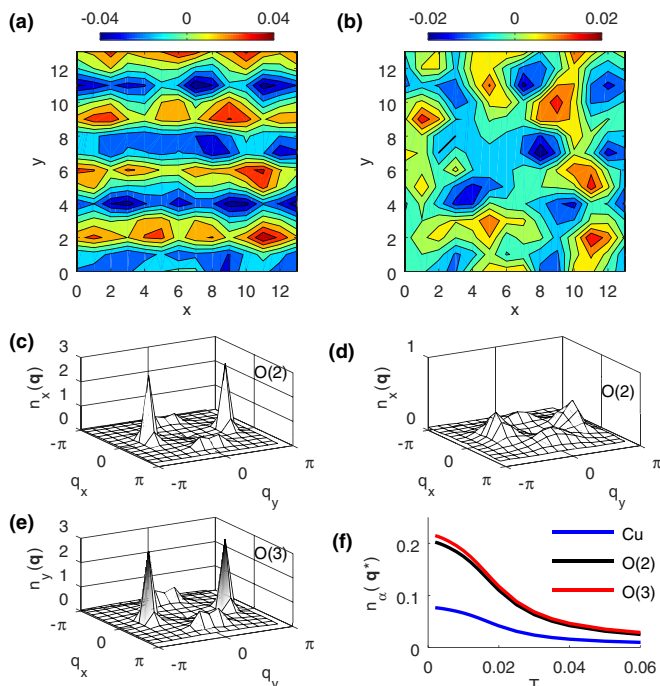 (a)
-0.04 0 0.04
12
10
8
6
4
2
0
y
0 2 4 6 8 10 12
x
(b)
-0.02 0 0.02
12
10
8
6
4
2
0
y
0 2 4 6 8 10 12
x
(c)
3
2
1
0
n_x(q)
O(2)
-π 0 π
q_x
-π 0 π
q_y
(d)
1
0
n_x(q)
O(2)
-π 0 π
q_x
-π 0 π
q_y
(e)
3
2
1
0
n_y(q)
O(3)
-π 0 π
q_x
-π 0 π
q_y
(f)
0.2
0.1
0
n_α(q*)
Cu
O(2)
O(3)
0 0.02 0.04 0.06
T